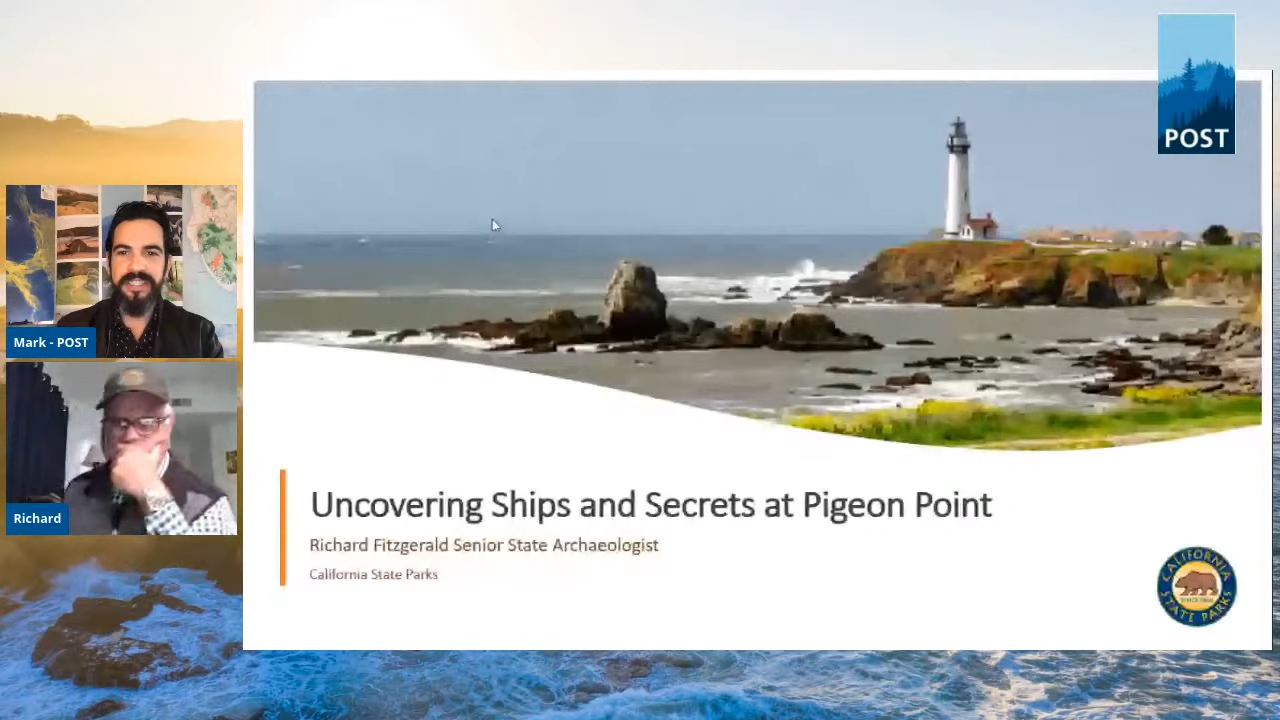 POST
Mark - POST
Richard
Uncovering Ships and Secrets at Pigeon Point
Richard Fitzgerald Senior State Archaeologist
California State Parks
CALIFORNIA
STATE PARKS